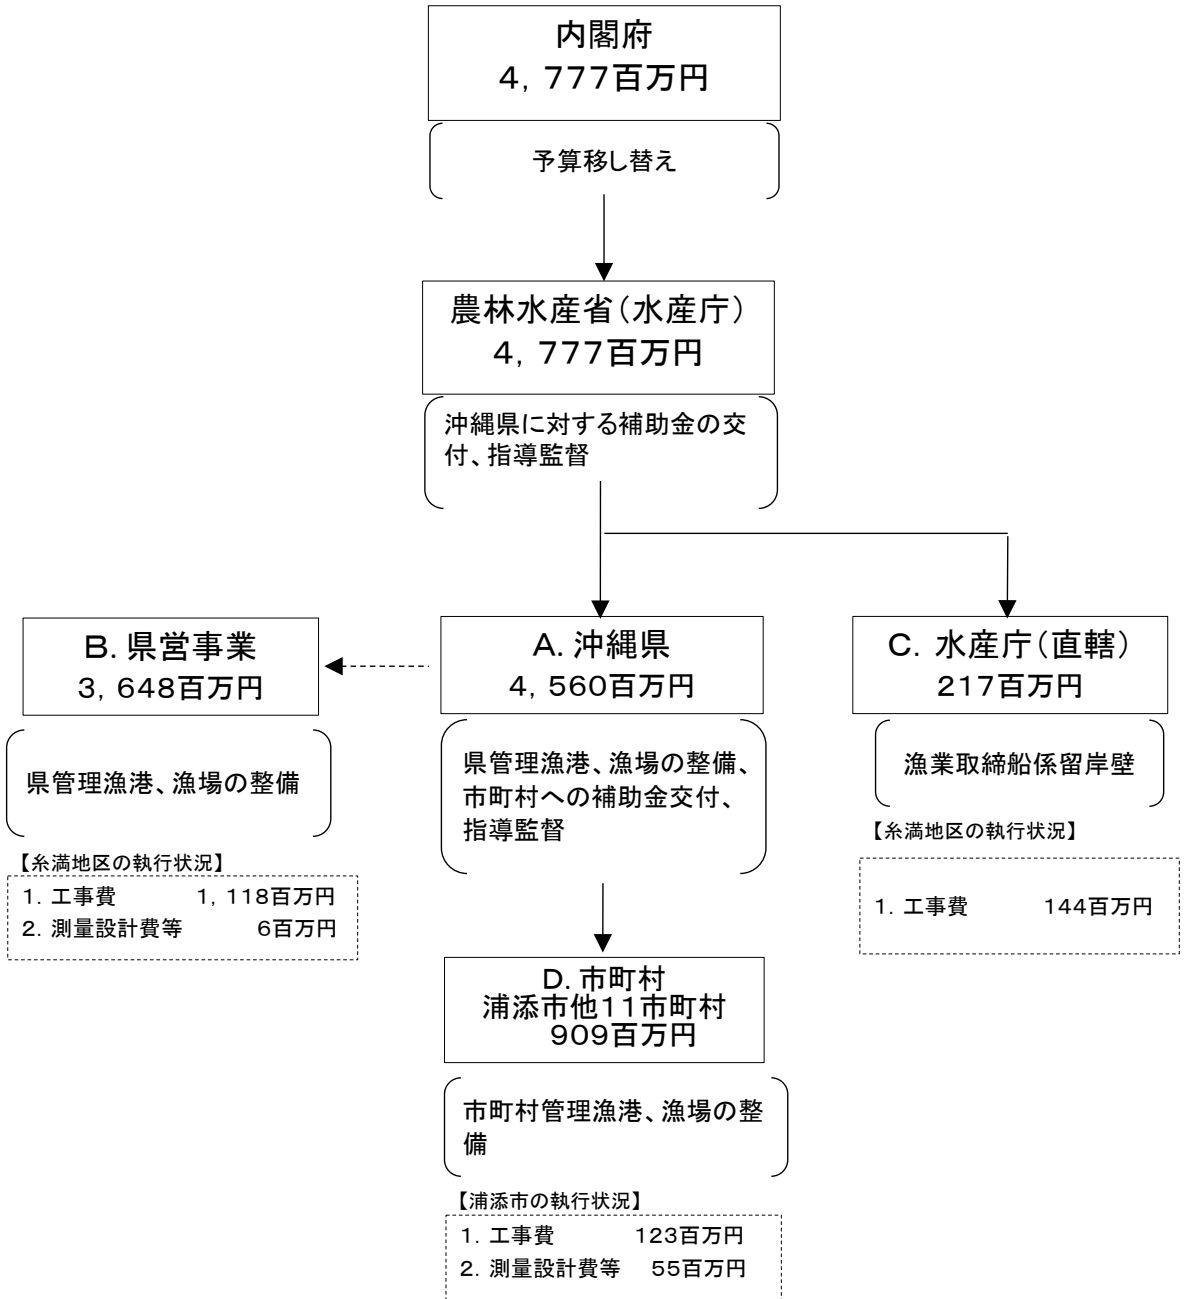 内閣府
4，777百万円
予算移し替え
農林水産省（水産庁）
4，777百万円
沖縄県に対する補助金の交
付、指導監督
B．県営事業
3，648百万円
県管理漁港、漁場の整備
【糸満地区の執行状況】
1．工事費 1，118百万円
2．測量設計費等 6百万円
A．沖縄県
4，560百万円
県管理漁港、漁場の整備、
市町村への補助金交付、
指導監督
C．水産庁（直轄）
217百万円
漁業取締船係留岸壁
【糸満地区の執行状況】
1．工事費 144百万円
D．市町村
浦添市他11市町村
909百万円
市町村管理漁港、漁場の整
備
【浦添市の執行状況】
1．工事費 123百万円
2．測量設計費等 55百万円